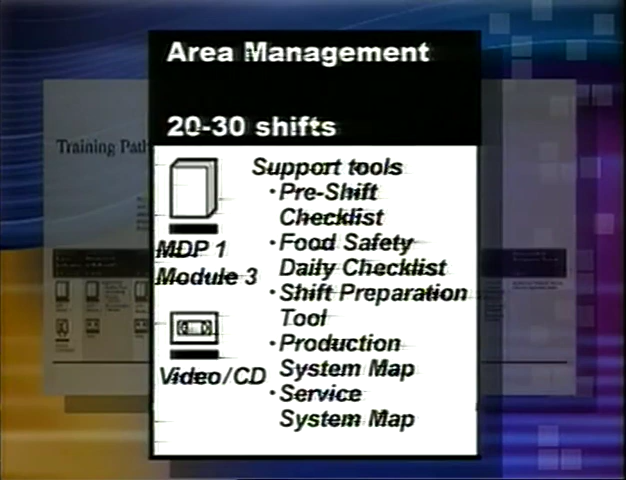 Area Management
20-30 shifts
Training Path
Support tools
·Pre-Shift
Checklist
·Food Safety
Daily Checklist
·Shift Preparation
Tool
·Production
System Map
·Service
System Map
MDP 1
Module 3
Video/CD